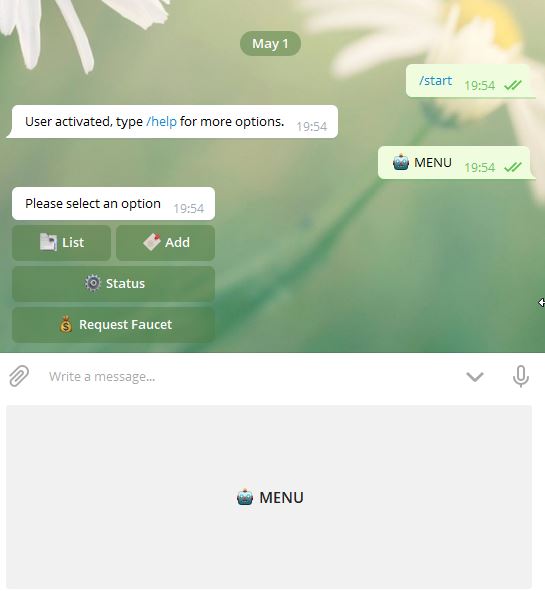 May 1
/start 19:54
User activated, type /help for more options. 19:54
🤖 MENU 19:54
Please select an option 19:54
List Add
Status
Request Faucet
Write a message...
🤖 MENU